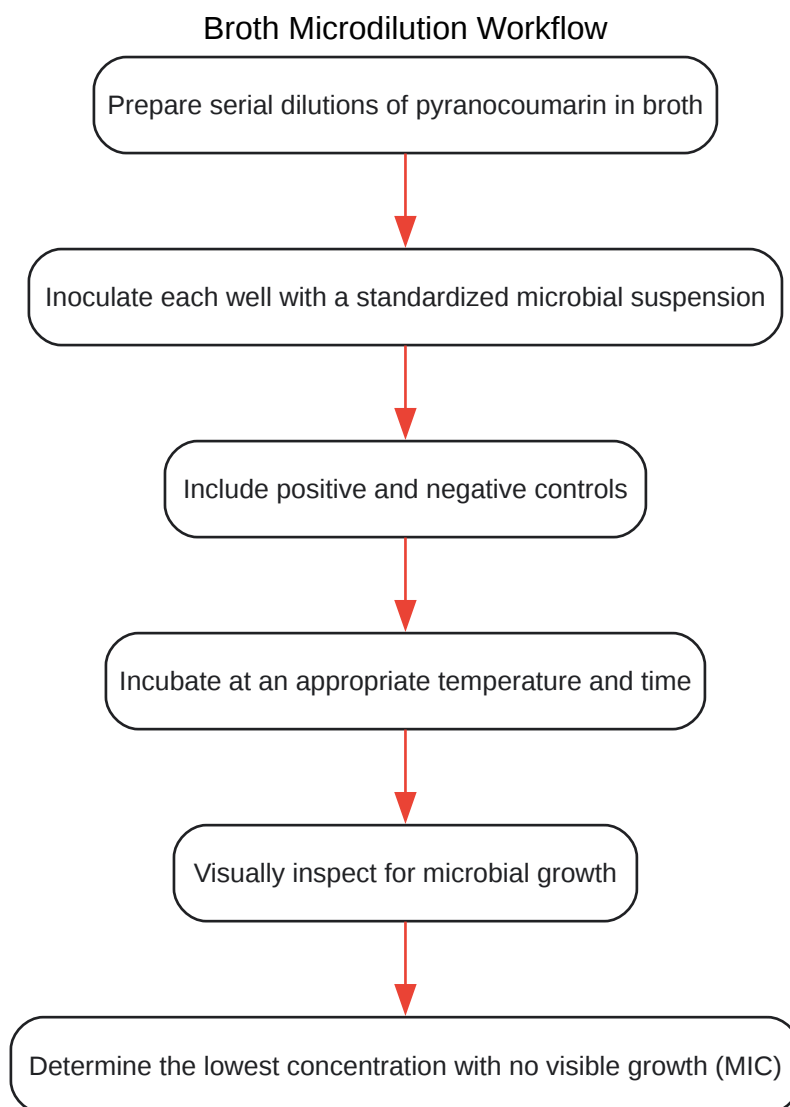 Broth Microdilution Workflow
Prepare serial dilutions of pyranocoumarin in broth
Inoculate each well with a standardized microbial suspension
Include positive and negative controls
Incubate at an appropriate temperature and time
Visually inspect for microbial growth
Determine the lowest concentration with no visible growth (MIC)